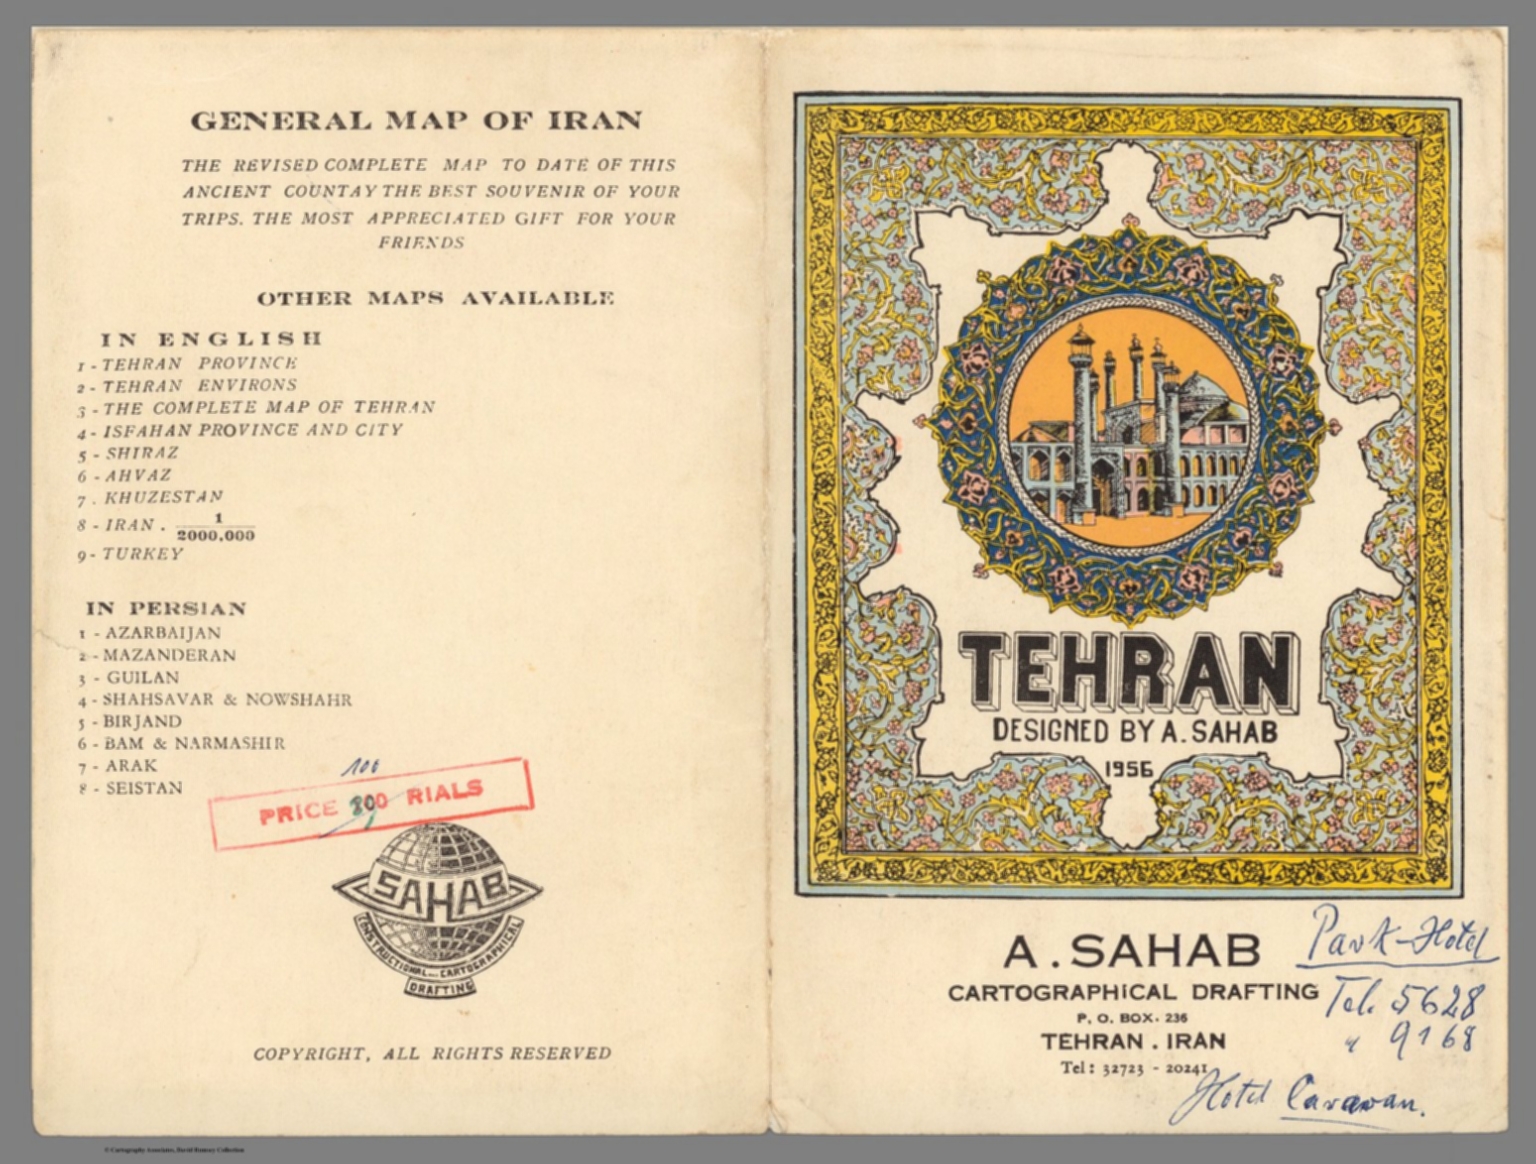 GENERAL MAP OF IRAN
THE REVISED COMPLETE MAP TO DATE OF THIS
ANCIENT COUNTAY THE BEST SOUVENIR OF YOUR
TRIPS. THE MOST APPRECIATED GIFT FOR YOUR
FRIENDS
OTHER MAPS AVAILABLE
IN ENGLISH
1 - TEHRAN PROVINCE
2 - TEHRAN ENVIRONS
3 - THE COMPLETE MAP OF TEHRAN
4 - ISFAHAN PROVINCE AND CITY
5 - SHIRAZ
6 - AHVAZ
7 . KHUZESTAN
8 - IRAN . 1
2000,000
9 - TURKEY
IN PERSIAN
1 - AZARBAIJAN
2 - MAZANDERAN
3 - GUILAN
4 - SHAHSAVAR & NOWSHAHR
5 - BIRJAND
6 - BAM & NARMASHIR
7 - ARAK
8 - SEISTAN
100
PRICE 200 RIALS
SAHAB
CONSTRUCTIONAL CARTOGRAPHICAL
DRAFTING
COPYRIGHT, ALL RIGHTS RESERVED
TEHRAN
DESIGNED BY A. SAHAB
1956
A. SAHAB
CARTOGRAPHICAL DRAFTING
P. O. BOX. 236
TEHRAN . IRAN
Tel: 32723 - 20241
Park-Hotel
Tel. 5628
" 9168
Hotel Caravan.
© Cartography Associates, David Rumsey Collection